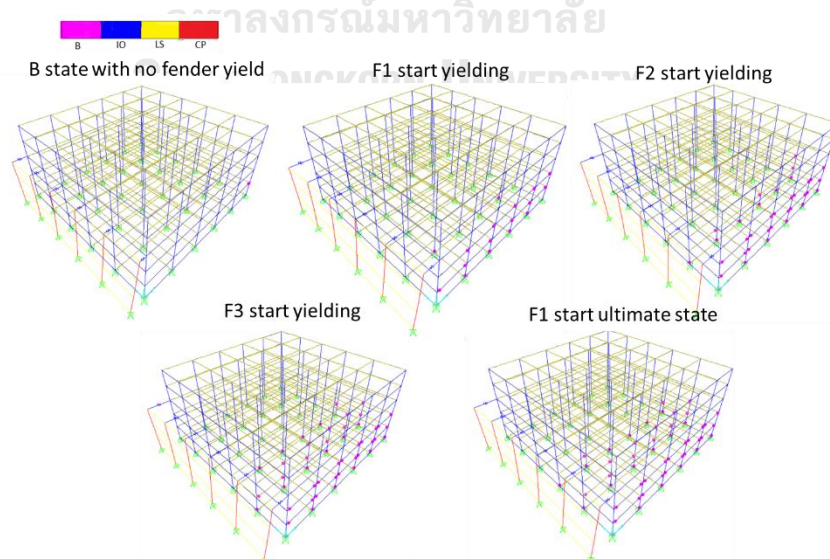 จุฬาลงกรณ์มหาวิทยาลัย
B IO LS CP
B state with no fender yield
F1 start yielding
F2 start yielding
F3 start yielding
F1 start ultimate state